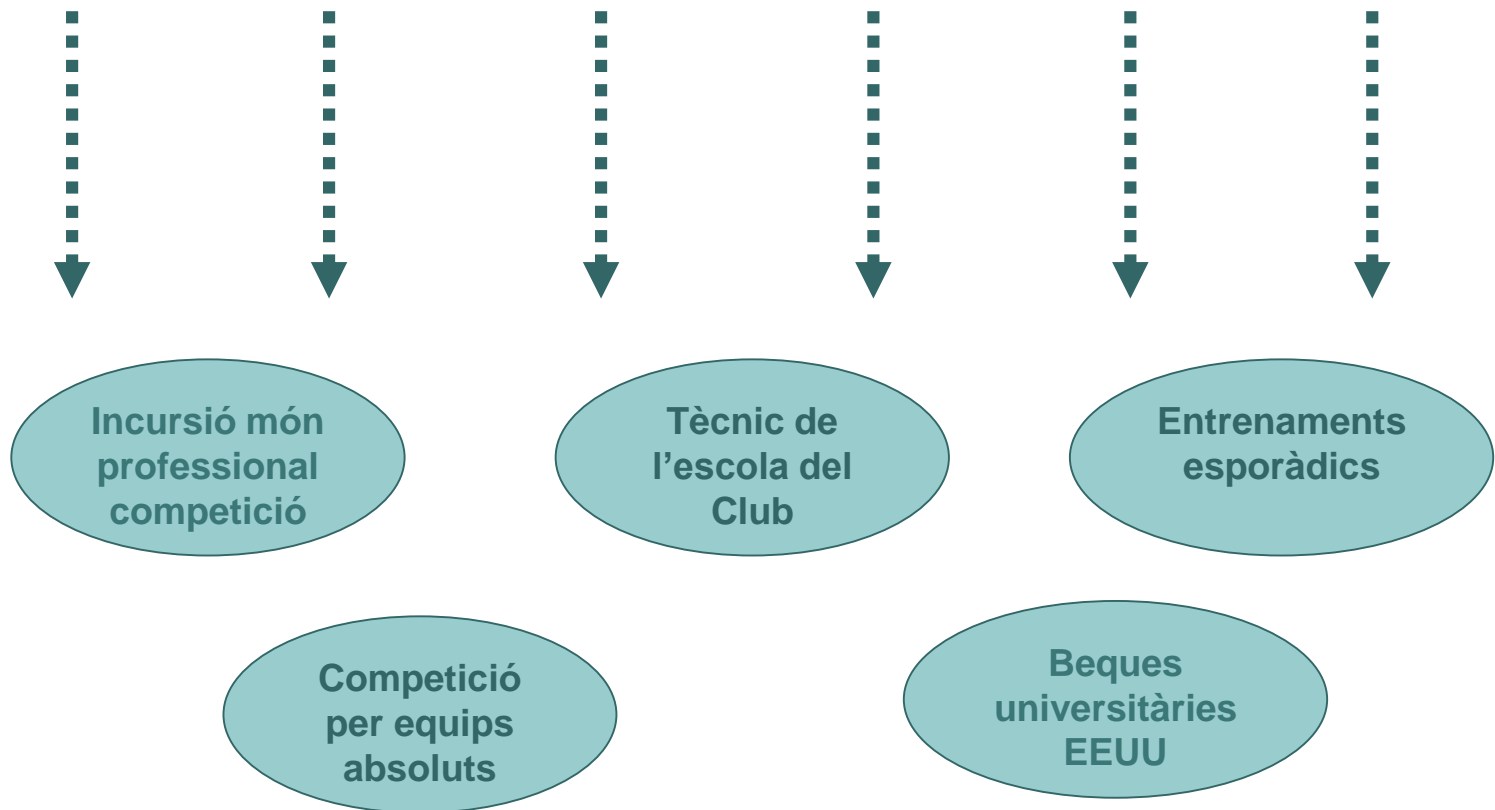 Incursió món
professional
competició
Tècnic de
l’escola del
Club
Entrenaments
esporàdics
Competició
per equips
absoluts
Beques
universitàries
EEUU